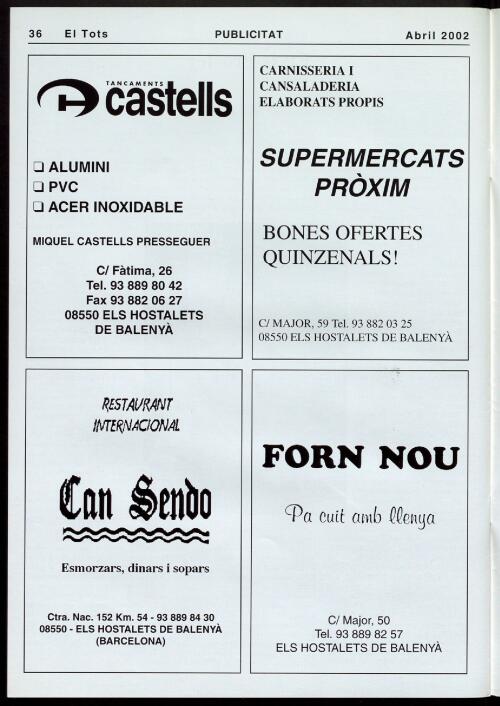 36 El Tots PUBLICITAT Abril 2002
TANCAMENTS
castells
❏ ALUMINI
❏ PVC
❏ ACER INOXIDABLE
MIQUEL CASTELLS PRESSEGUER
C/ Fàtima, 26
Tel. 93 889 80 42
Fax 93 882 06 27
08550 ELS HOSTALETS
DE BALENYÀ
CARNISSERIA I
CANSALADERIA
ELABORATS PROPIS
SUPERMERCATS
PRÒXIM
BONES OFERTES
QUINZENALS!
C/ MAJOR, 59 Tel. 93 882 03 25
08550 ELS HOSTALETS DE BALENYÀ
RESTAURANT
INTERNACIONAL
Can Sendo
Esmorzars, dinars i sopars
Ctra. Nac. 152 Km. 54 - 93 889 84 30
08550 - ELS HOSTALETS DE BALENYÀ
(BARCELONA)
FORN NOU
Pa cuit amb llenya
C/ Major, 50
Tel. 93 889 82 57
ELS HOSTALETS DE BALENYÀ